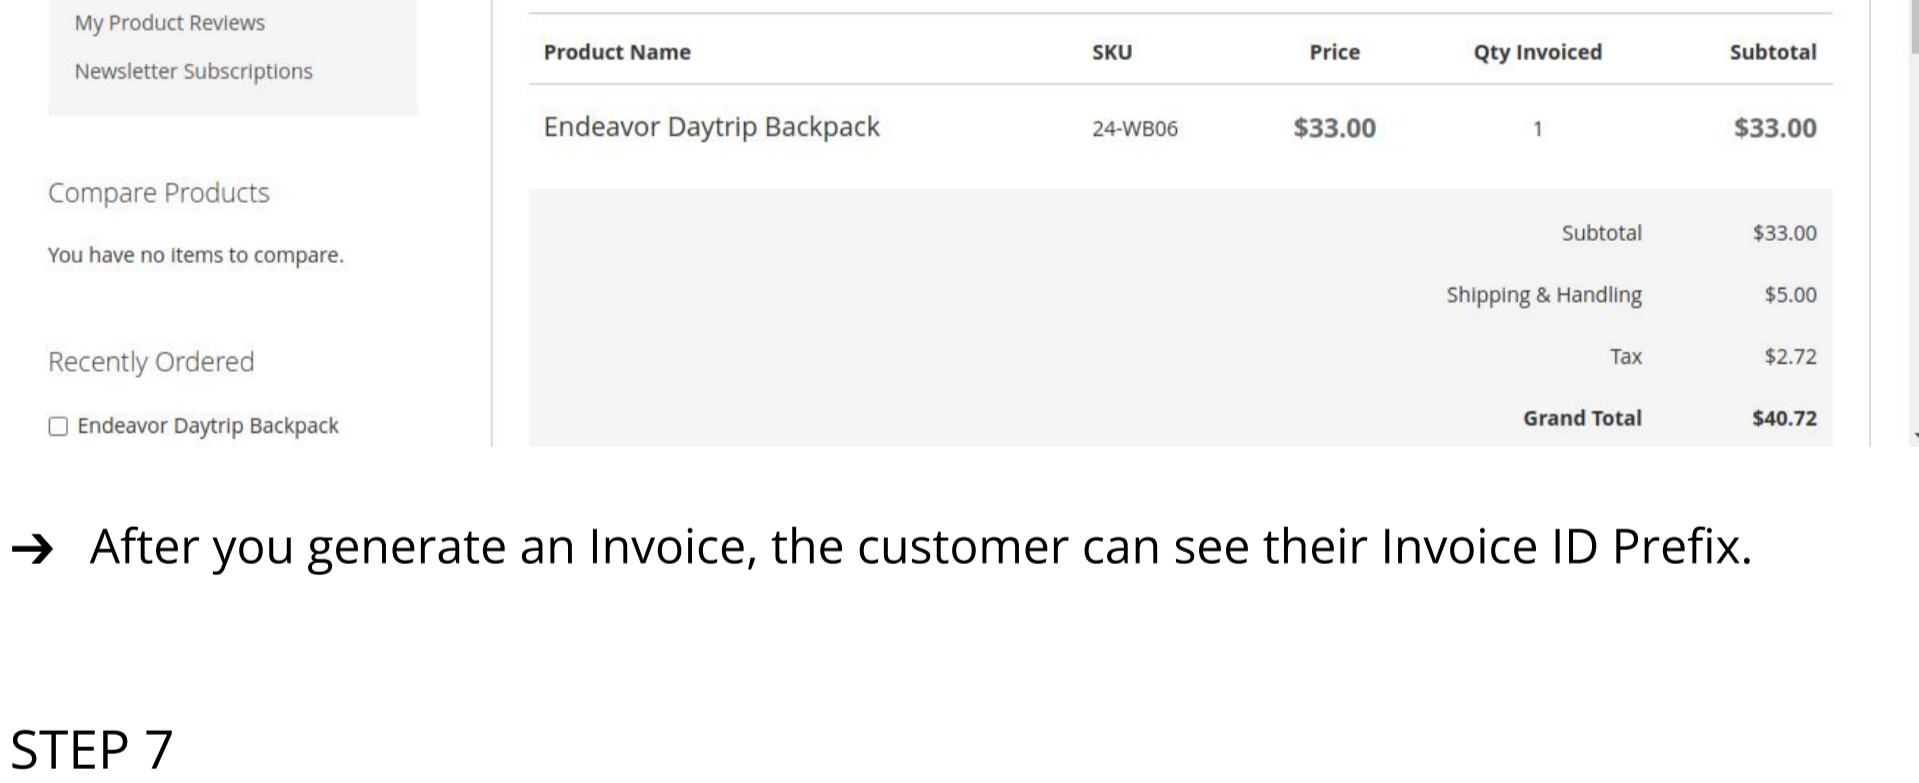 My Product Reviews
Newsletter Subscriptions
Compare Products
You have no items to compare.
Recently Ordered
Endeavor Daytrip Backpack
Product Name SKU Price Qty Invoiced Subtotal
Endeavor Daytrip Backpack 24-WB06 $33.00 1 $33.00
Subtotal $33.00
Shipping & Handling $5.00
Tax $2.72
Grand Total $40.72
➔ After you generate an Invoice, the customer can see their Invoice ID Prefix.
STEP 7